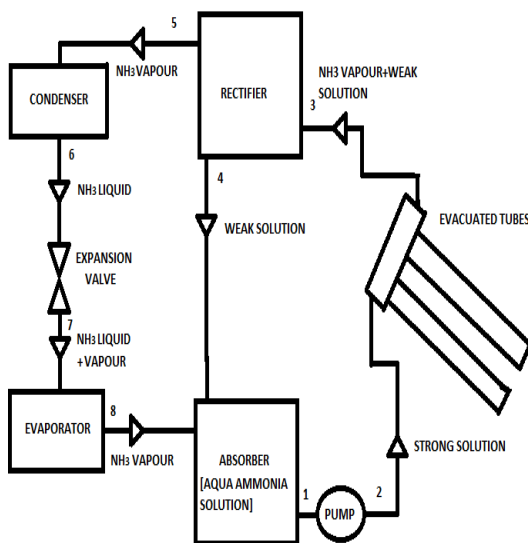 5
NH3 VAPOUR
CONDENSER
RECTIFIER
NH3 VAPOUR+WEAK
SOLUTION
3
6
4
NH3 LIQUID
WEAK SOLUTION
EVACUATED TUBES
EXPANSION
VALVE
7
NH3 LIQUID
+VAPOUR
EVAPORATOR
8
NH3 VAPOUR
ABSORBER
[AQUA AMMONIA
SOLUTION]
1
PUMP
2
STRONG SOLUTION